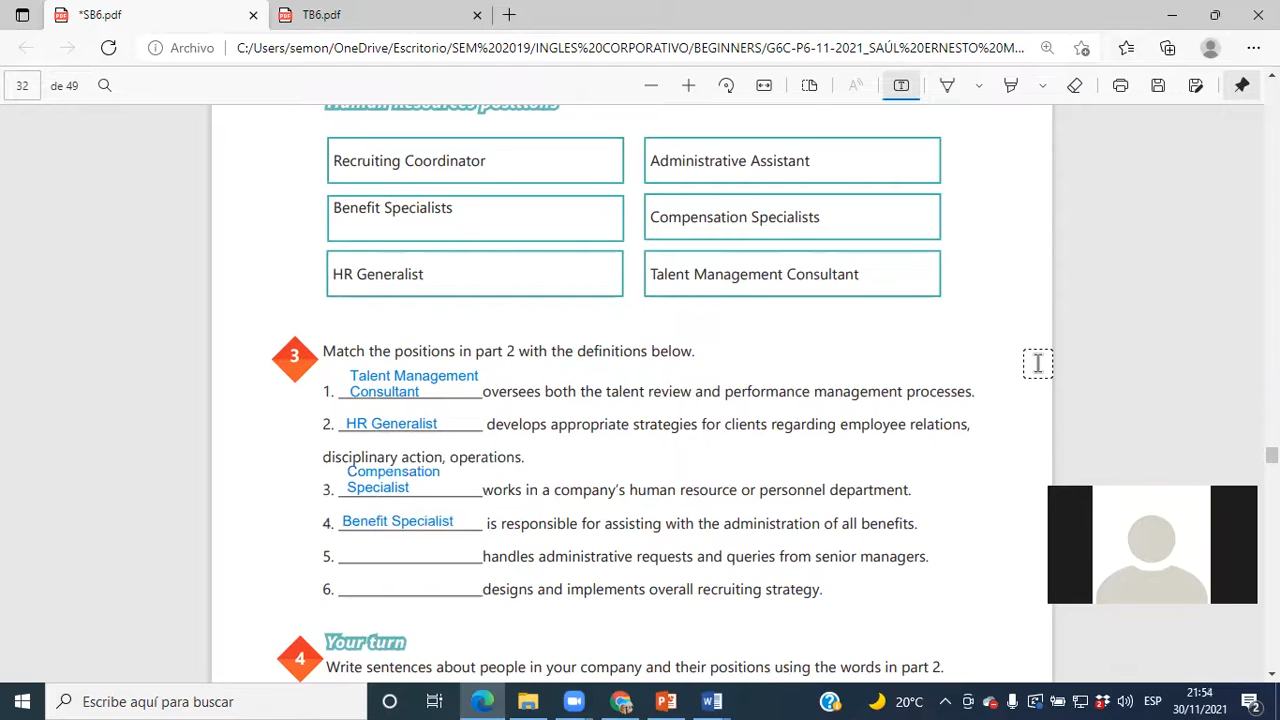 *SB6.pdf
TB6.pdf
Archivo
C:/Users/semon/OneDrive/Escritorio/SEM%202019/INGLES%20CORPORATIVO/BEGINNERS/G6C-P6-11-2021_SAÚL%20ERNESTO%20M...
32
de 49
Human Resources positions
Recruiting Coordinator
Administrative Assistant
Benefit Specialists
Compensation Specialists
HR Generalist
Talent Management Consultant
3
Match the positions in part 2 with the definitions below.
Talent Management
1. Consultant oversees both the talent review and performance management processes.
2. HR Generalist develops appropriate strategies for clients regarding employee relations,
disciplinary action, operations.
Compensation
3. Specialist works in a company's human resource or personnel department.
4. Benefit Specialist is responsible for assisting with the administration of all benefits.
5. ________________ handles administrative requests and queries from senior managers.
6. ________________ designs and implements overall recruiting strategy.
Your turn
4
Write sentences about people in your company and their positions using the words in part 2.
Escribe aquí para buscar
20°C
ESP
21:54
30/11/2021
2